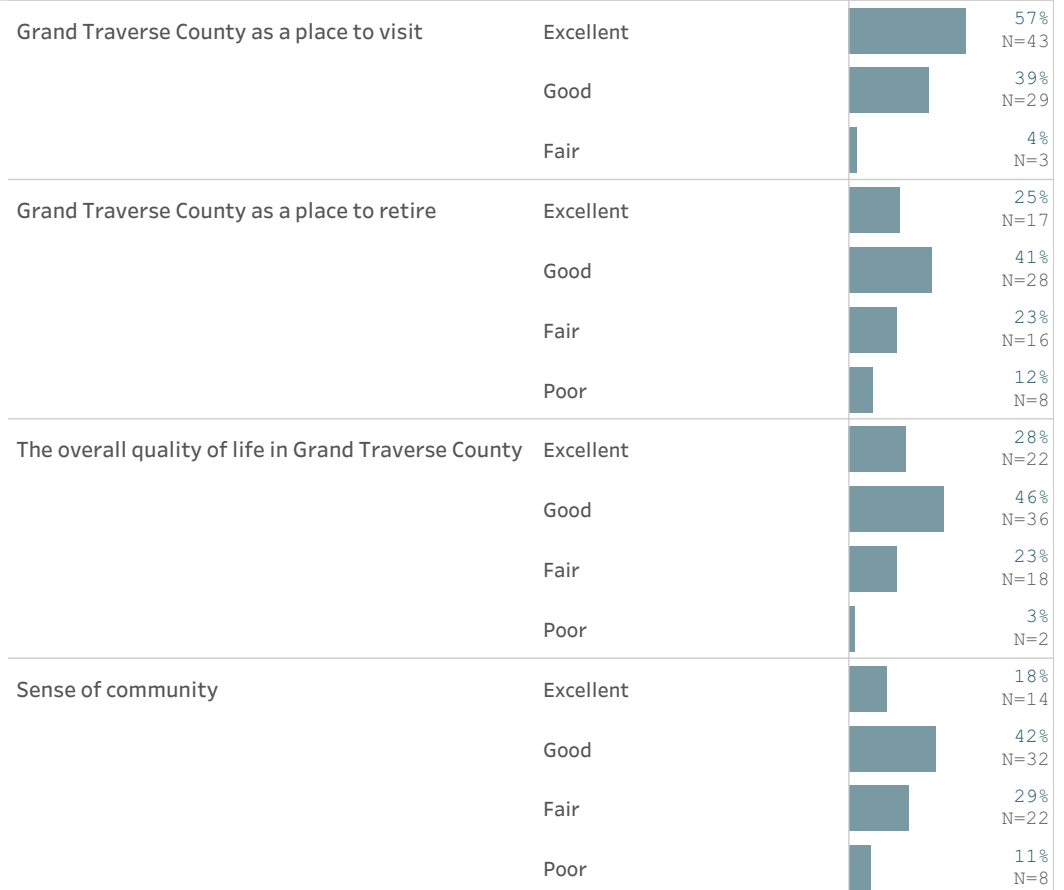 Grand Traverse County as a place to visit Excellent 57%
N=43
Good 39%
N=29
Fair 4%
N=3
Grand Traverse County as a place to retire Excellent 25%
N=17
Good 41%
N=28
Fair 23%
N=16
Poor 12%
N=8
The overall quality of life in Grand Traverse County Excellent 28%
N=22
Good 46%
N=36
Fair 23%
N=18
Poor 3%
N=2
Sense of community Excellent 18%
N=14
Good 42%
N=32
Fair 29%
N=22
Poor 11%
N=8